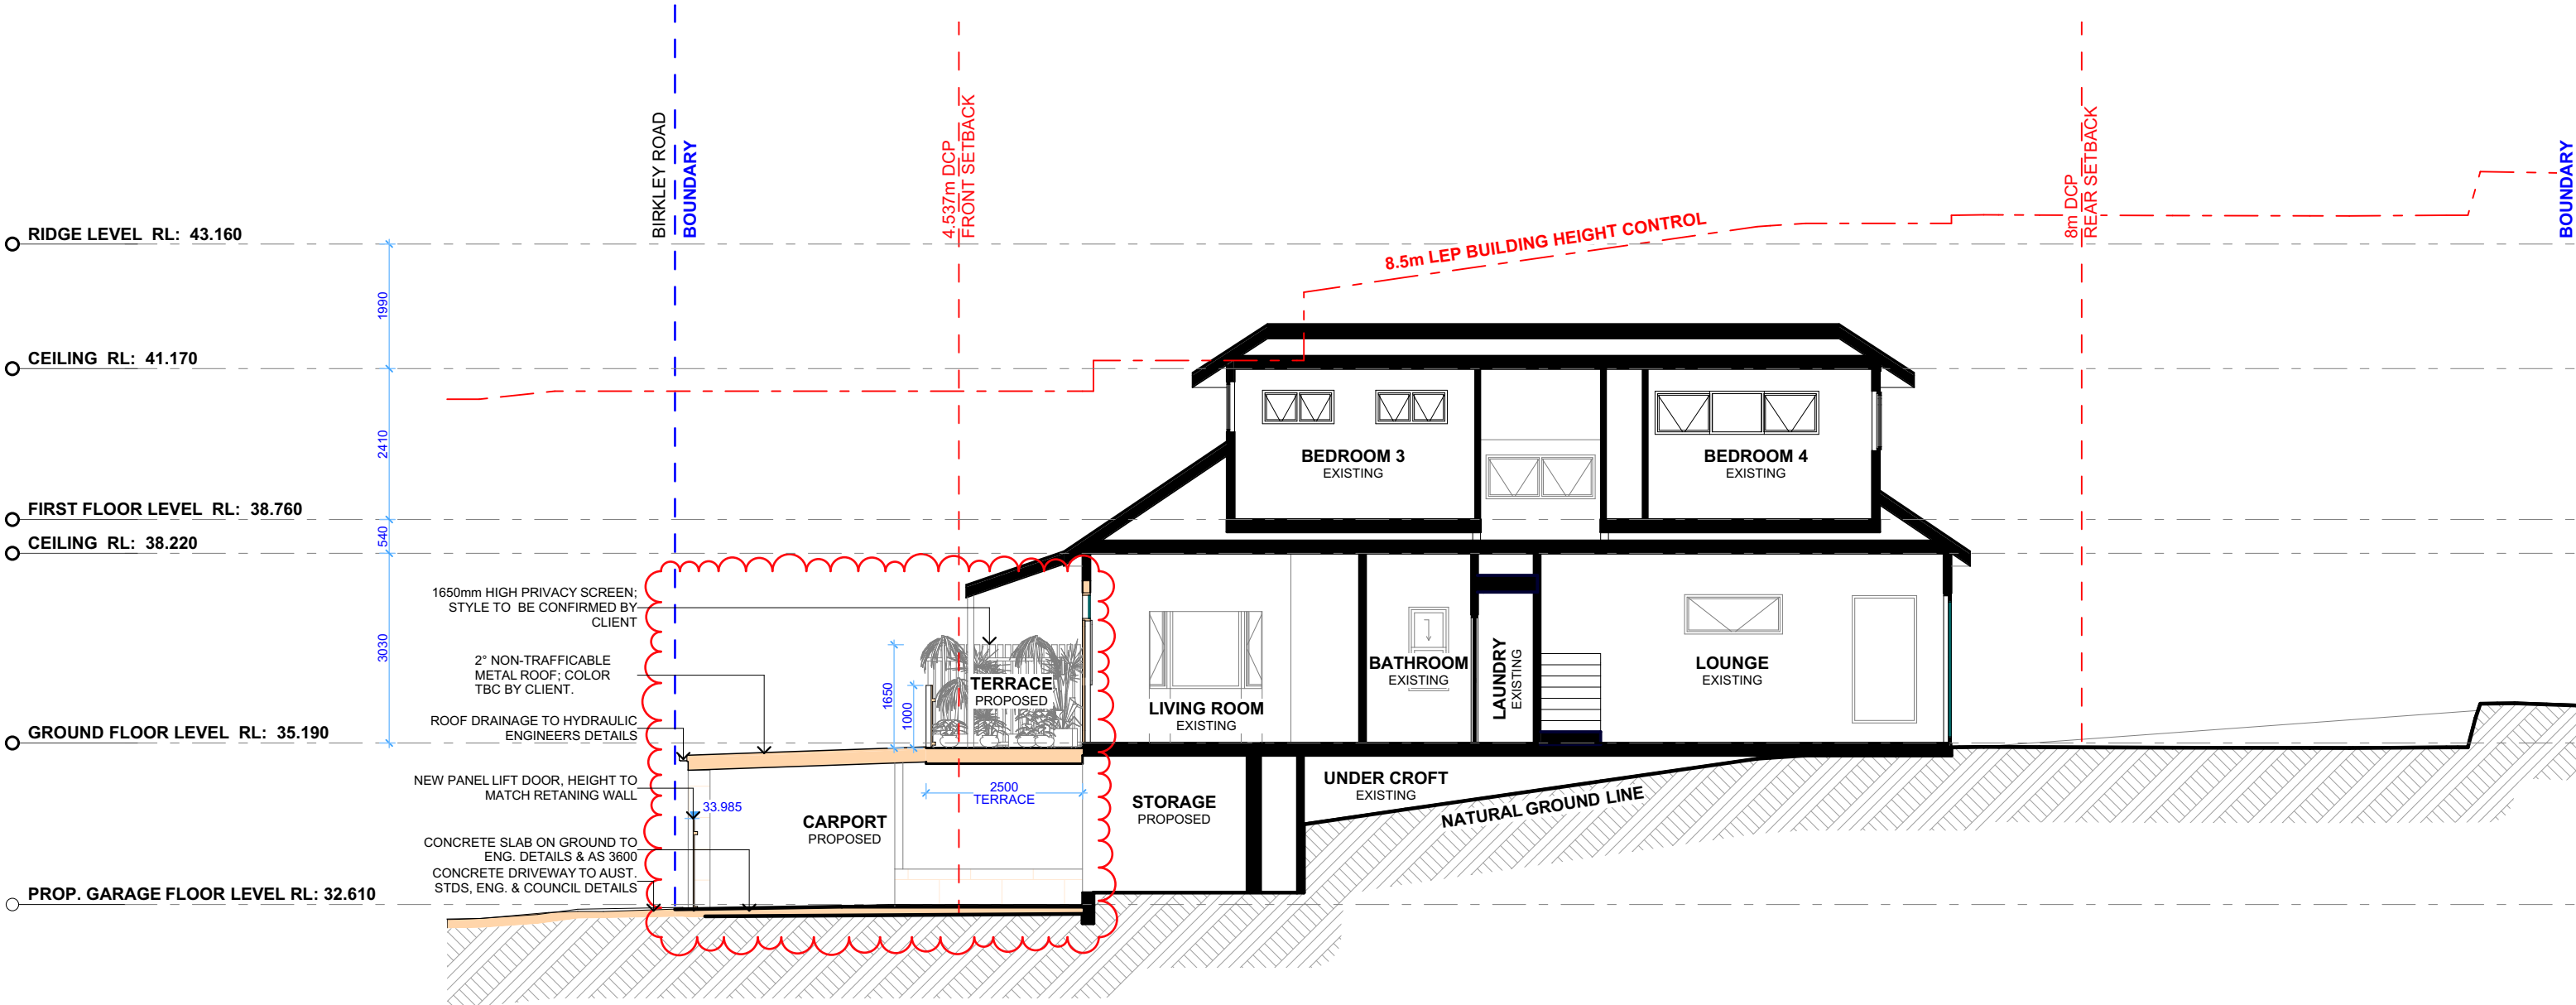 BIRKLEY ROAD
BOUNDARY
4.537m DCP
FRONT SETBACK
8m DCP
REAR SETBACK
BOUNDARY
8.5m LEP BUILDING HEIGHT CONTROL
RIDGE LEVEL RL: 43.160
1990
CEILING RL: 41.170
2410
BEDROOM 3
EXISTING
BEDROOM 4
EXISTING
FIRST FLOOR LEVEL RL: 38.760
540
CEILING RL: 38.220
3030
1650mm HIGH PRIVACY SCREEN;
STYLE TO BE CONFIRMED BY
CLIENT
2° NON-TRAFFICABLE
METAL ROOF; COLOR
TBC BY CLIENT.
ROOF DRAINAGE TO HYDRAULIC
ENGINEERS DETAILS
1650
1000
TERRACE
PROPOSED
LIVING ROOM
EXISTING
BATHROOM
EXISTING
LAUNDRY
EXISTING
LOUNGE
EXISTING
GROUND FLOOR LEVEL RL: 35.190
NEW PANEL LIFT DOOR, HEIGHT TO
MATCH RETANING WALL
33.985
2500
TERRACE
CARPORT
PROPOSED
STORAGE
PROPOSED
UNDER CROFT
EXISTING
NATURAL GROUND LINE
CONCRETE SLAB ON GROUND TO
ENG. DETAILS & AS 3600
CONCRETE DRIVEWAY TO AUST.
STDS, ENG. & COUNCIL DETAILS
PROP. GARAGE FLOOR LEVEL RL: 32.610